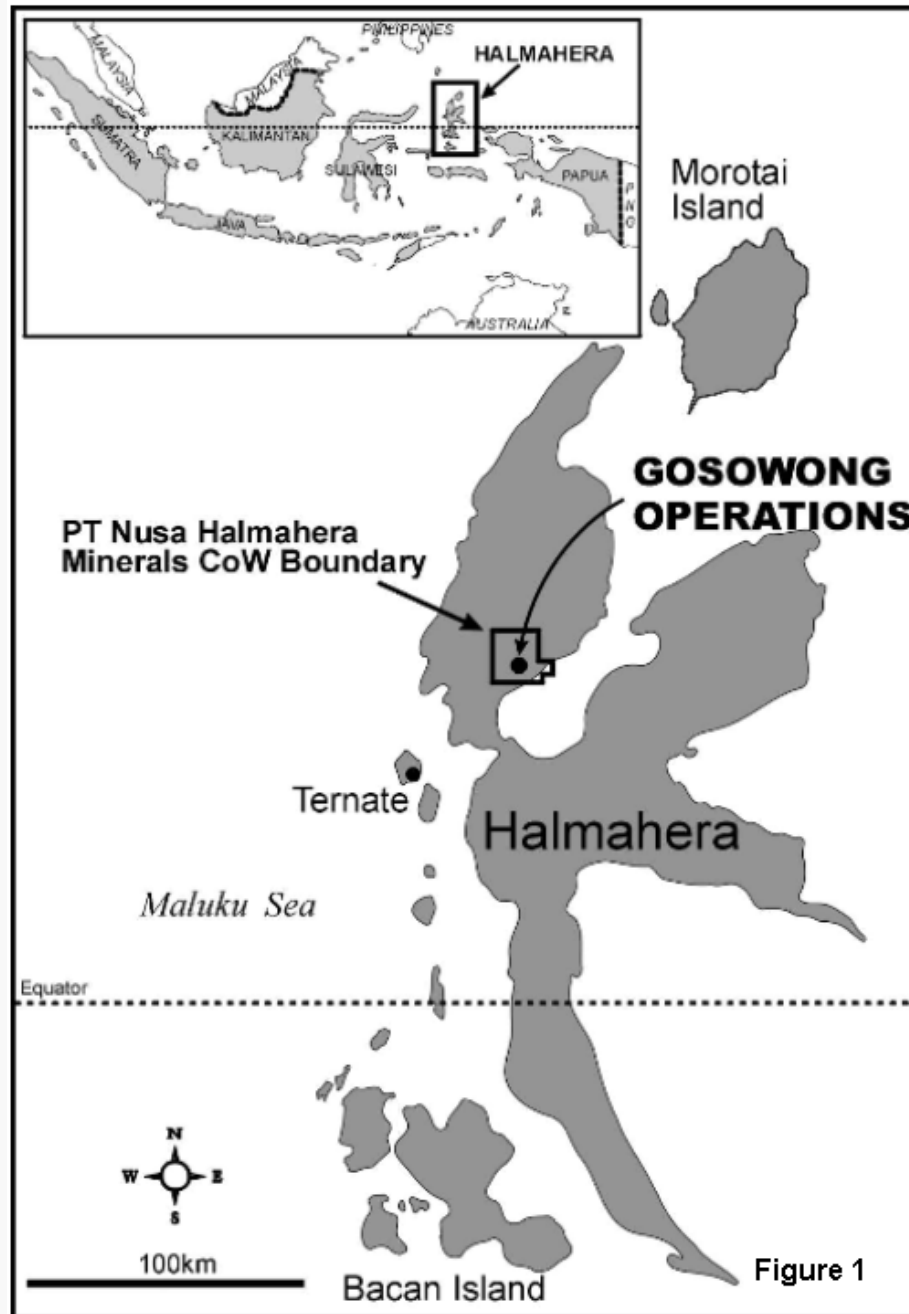 PHILIPPINES
HALMAHERA
MALAYSIA
MALAYSIA
SUMATRA
KALIMANTAN
SULAWESI
PAPUA
PNG
JAVA
AUSTRALIA
Morotai
Island
GOSOWONG
OPERATIONS
PT Nusa Halmahera
Minerals CoW Boundary
Ternate
Halmahera
Maluku Sea
Equator
N
W
E
S
100km
Bacan Island
Figure 1